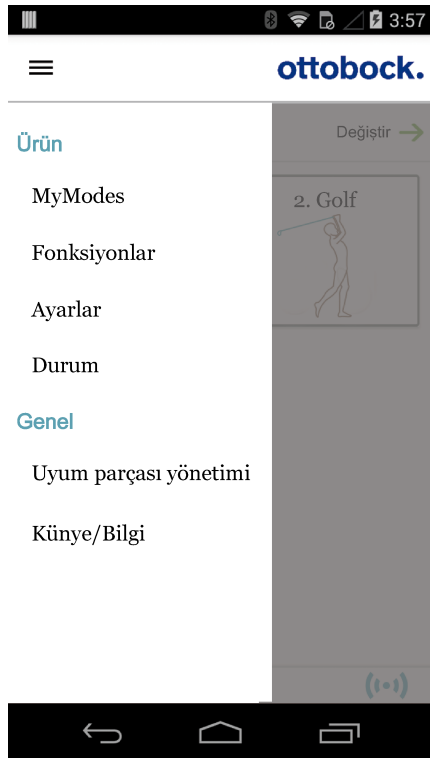 3:57
ottobock.
Ürün
Değiştir
MyModes
2. Golf
Fonksiyonlar
Ayarlar
Durum
Genel
Uyum parçası yönetimi
Künye/Bilgi